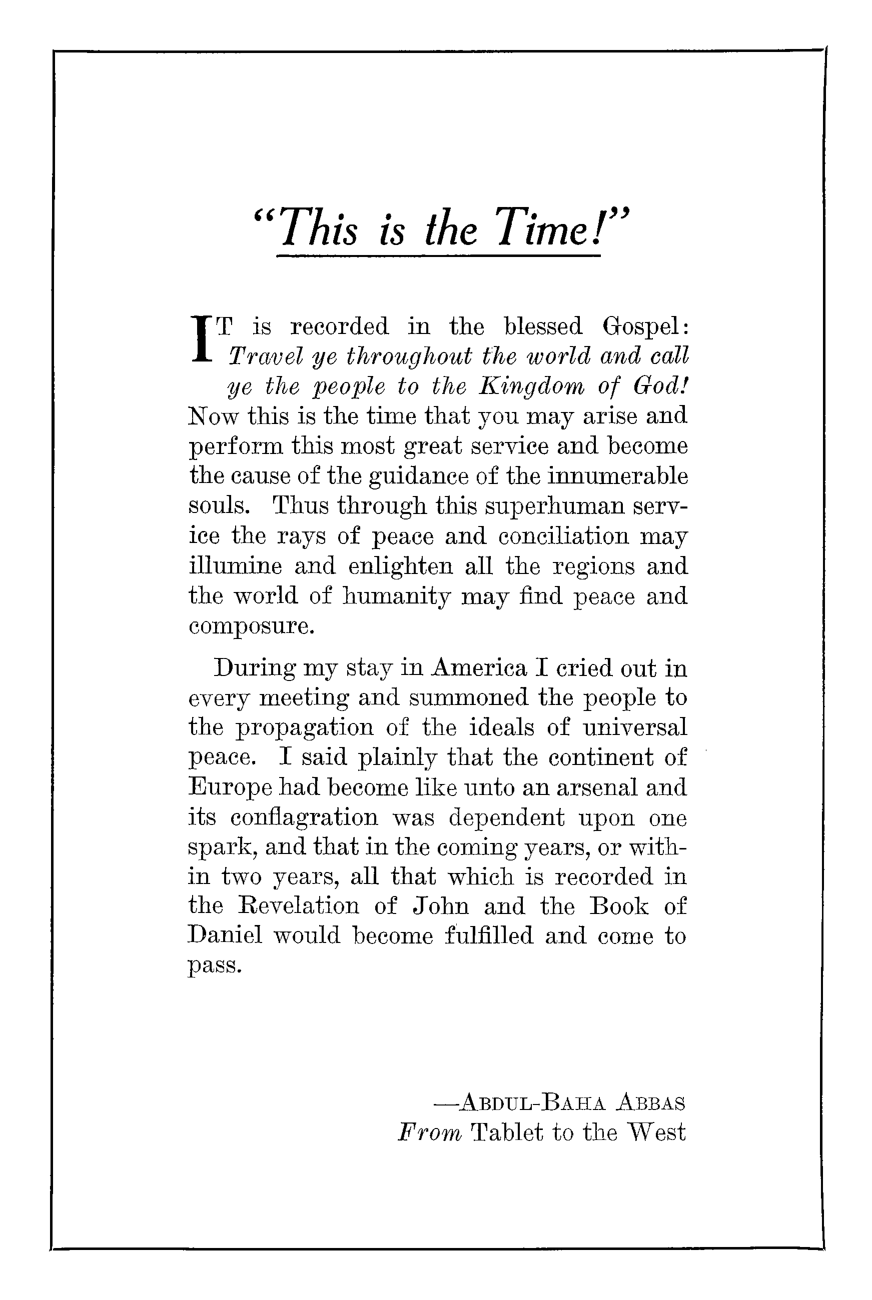 “This is the Time!”
IT is recorded in the blessed Gospel:
Travel ye throughout the world and call
ye the people to the Kingdom of God!
Now this is the time that you may arise and
perform this most great service and become
the cause of the guidance of the innumerable
souls. Thus through this superhuman serv-
ice the rays of peace and conciliation may
illumine and enlighten all the regions and
the world of humanity may find peace and
composure.
During my stay in America I cried out in
every meeting and summoned the people to
the propagation of the ideals of universal
peace. I said plainly that the continent of
Europe had become like unto an arsenal and
its conflagration was dependent upon one
spark, and that in the coming years, or with-
in two years, all that which is recorded in
the Revelation of John and the Book of
Daniel would become fulfilled and come to
pass.
—ABDUL-BAHA ABBAS
From Tablet to the West